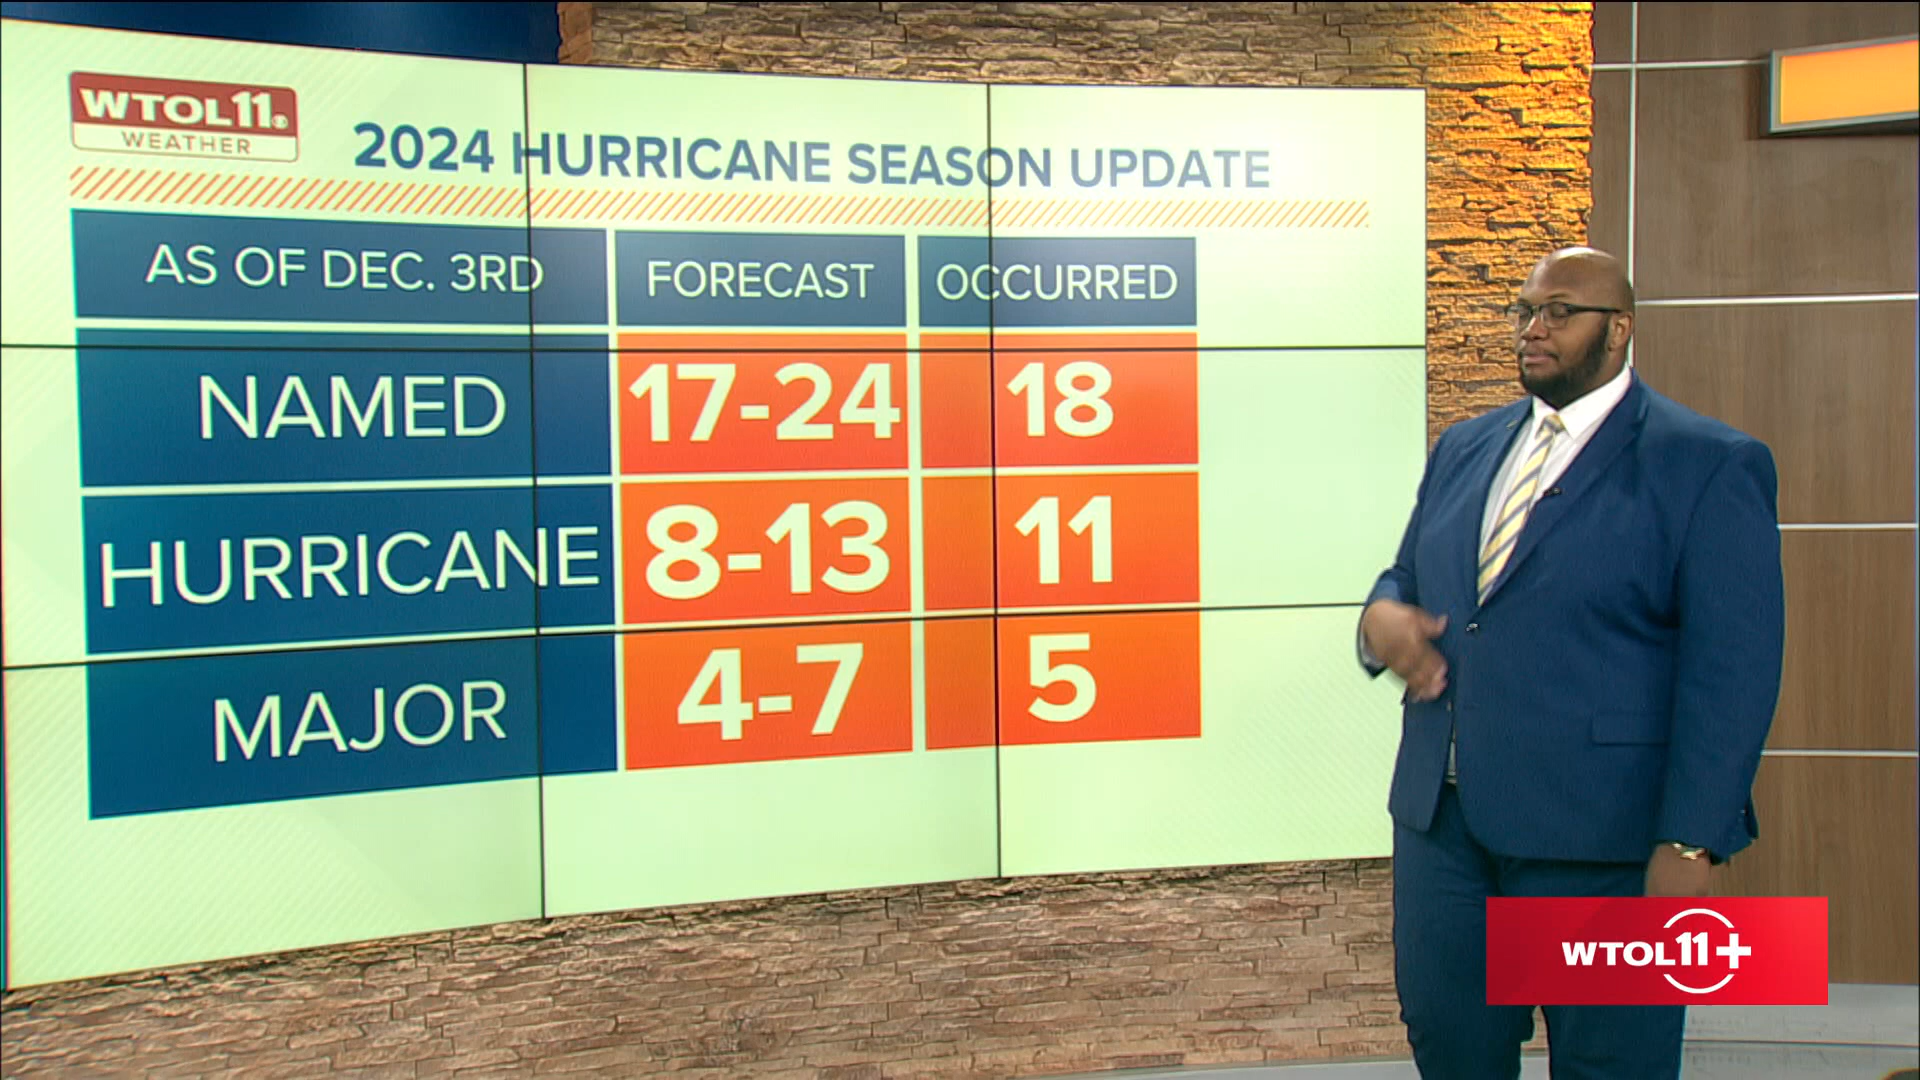 WTOL11
WEATHER
2024 HURRICANE SEASON UPDATE
AS OF DEC. 3RD FORECAST OCCURRED
NAMED 17-24 18
HURRICANE 8-13 11
MAJOR 4-7 5
WTOL11+